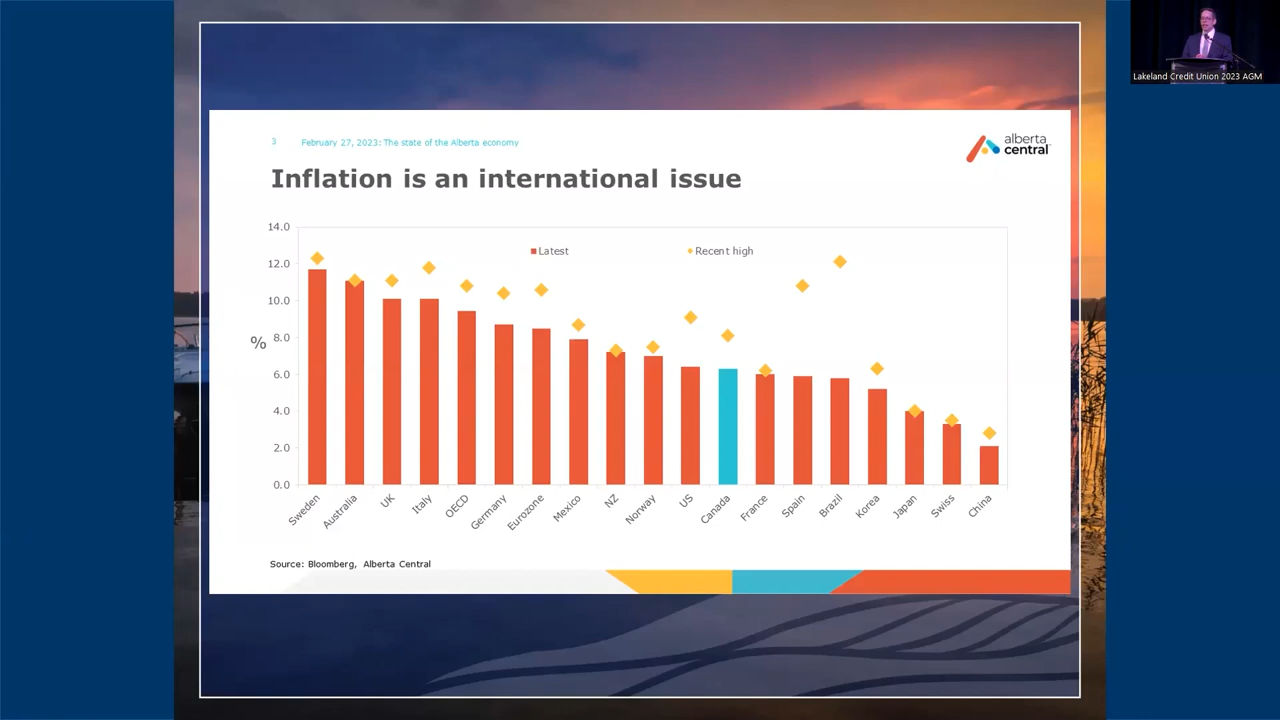 Lakeland Credit Union 2023 AGM
3 February 27, 2023: The state of the Alberta economy
alberta
central
Inflation is an international issue
14.0
12.0
10.0
8.0
6.0
4.0
2.0
0.0
%
Latest
Recent high
Sweden
Australia
UK
Italy
OECD
Germany
Eurozone
Mexico
NZ
Norway
US
Canada
France
Spain
Brazil
Korea
Japan
Swiss
China
Source: Bloomberg, Alberta Central